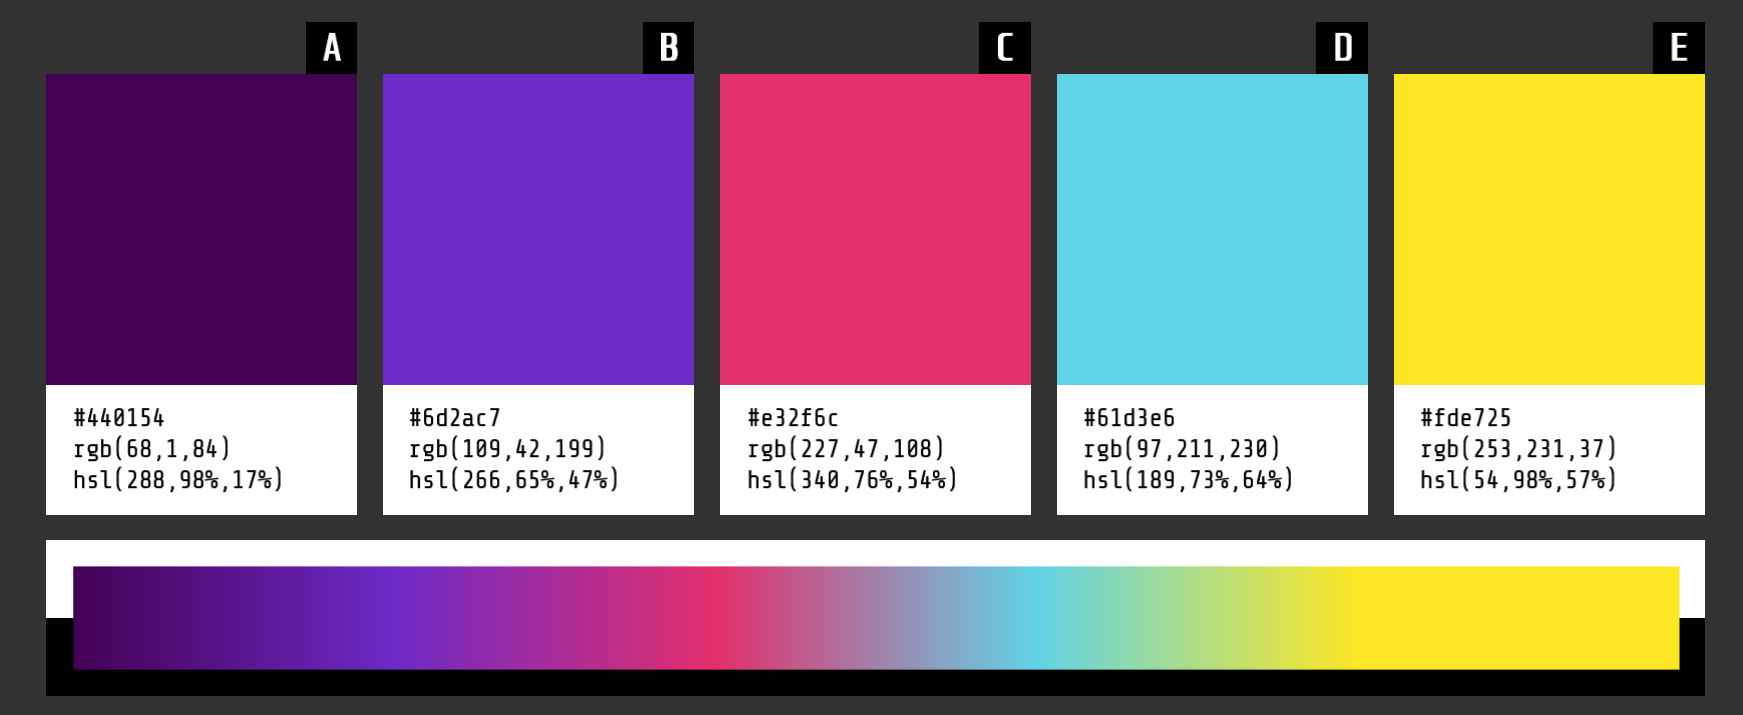 A
B
C
D
E
#440154
rgb(68,1,84)
hsl(288,98%,17%)
#6d2ac7
rgb(109,42,199)
hsl(266,65%,47%)
#e32f6c
rgb(227,47,108)
hsl(340,76%,54%)
#61d3e6
rgb(97,211,230)
hsl(189,73%,64%)
#fde725
rgb(253,231,37)
hsl(54,98%,57%)